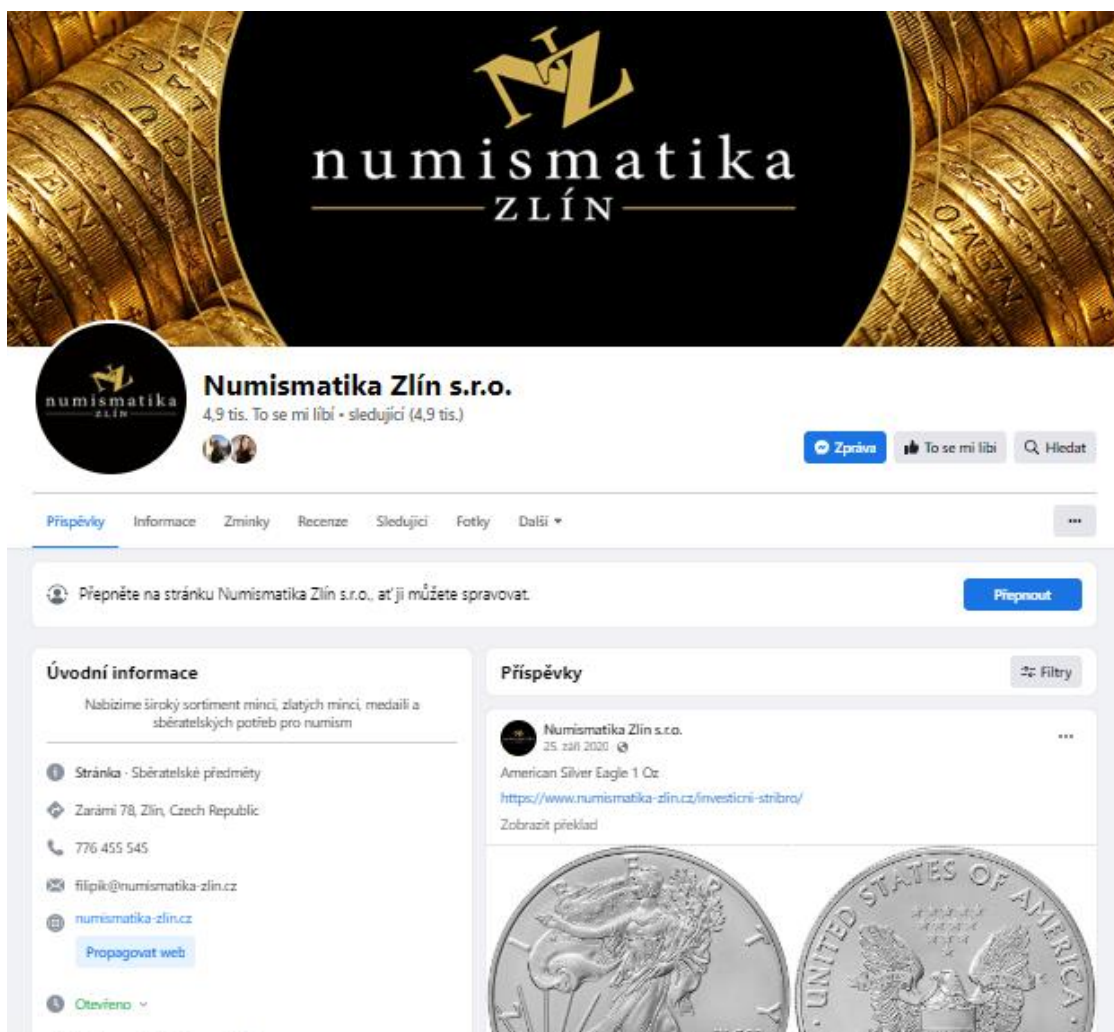 NZ
numismatika
ZLÍN
numismatika
ZLÍN
Numismatika Zlín s.r.o.
4,9 tis. To se mi líbí • sledující (4,9 tis.)
Zpráva
To se mi líbí
Hledat
Příspěvky
Informace
Zmínky
Recenze
Sledující
Fotky
Další
Přepněte na stránku Numismatika Zlín s.r.o., ať ji můžete spravovat.
Přepnout
Úvodní informace
Nabízíme široký sortiment mincí, zlatých mincí, medailí a
sběratelských potřeb pro numism
Stránka · Sběratelské předměty
Zarámí 78, Zlín, Czech Republic
776 455 545
filipik@numismatika-zlin.cz
numismatika-zlin.cz
Propagovat web
Otevřeno
Příspěvky
Filtry
Numismatika Zlín s.r.o.
25. září 2020
American Silver Eagle 1 Oz
https://www.numismatika-zlin.cz/investicni-stribro/
Zobrazit překlad
LIBERTY
UNITED STATES OF AMERICA